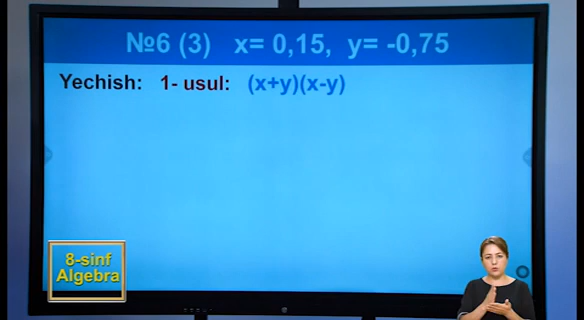 №6 (3) x= 0,15, y= -0,75
Yechish: 1- usul: (x+y)(x-y)
8-sinf
Algebra